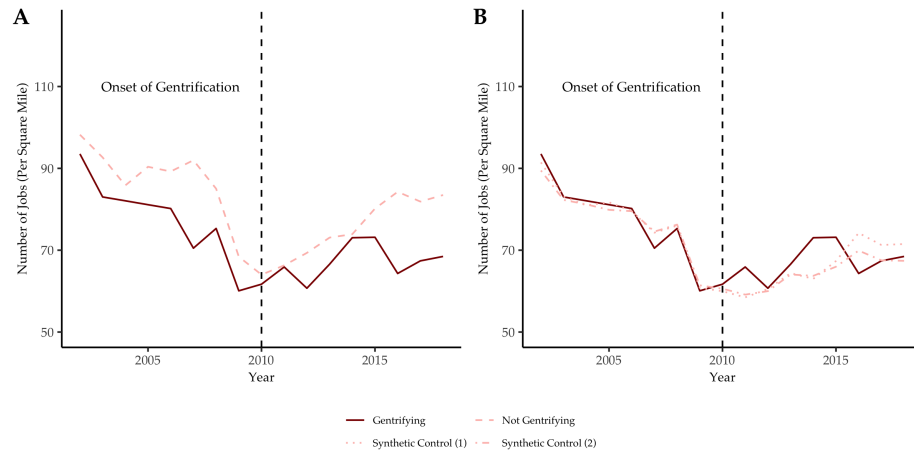 A
Number of Jobs (Per Square Mile)
110
90
70
50
Onset of Gentrification
2005
2010
2015
Year
B
Number of Jobs (Per Square Mile)
110
90
70
50
Onset of Gentrification
2005
2010
2015
Year
Gentrifying
Not Gentrifying
Synthetic Control (1)
Synthetic Control (2)